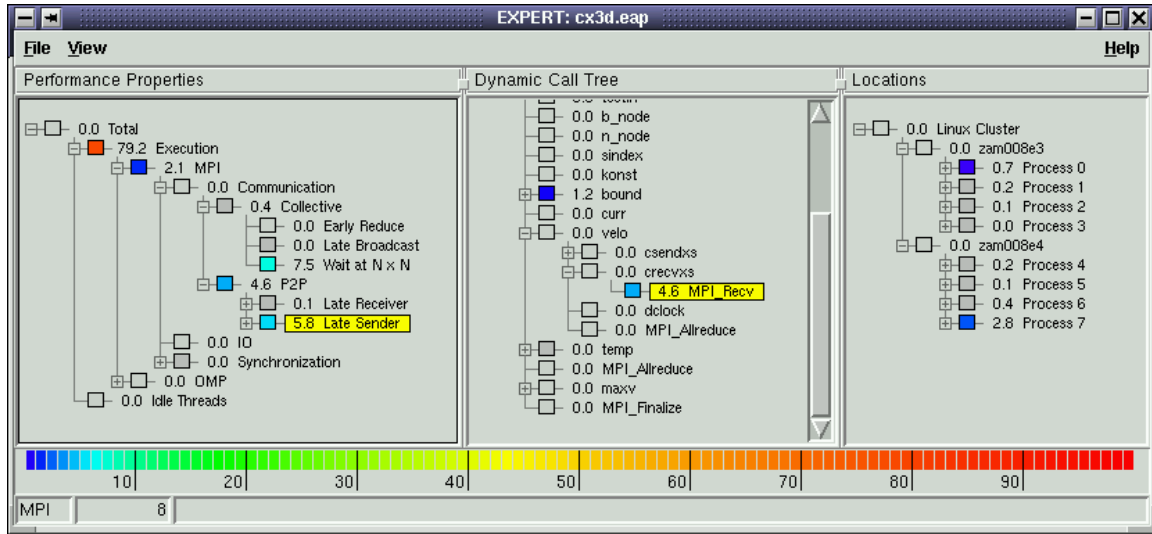 EXPERT: cx3d.eap
File View Help
Performance Properties
0.0 Total
79.2 Execution
2.1 MPI
0.0 Communication
0.4 Collective
0.0 Early Reduce
0.0 Late Broadcast
7.5 Wait at N x N
4.6 P2P
0.1 Late Receiver
5.8 Late Sender
0.0 IO
0.0 Synchronization
0.0 OMP
0.0 Idle Threads
Dynamic Call Tree
0.0 b_node
0.0 n_node
0.0 sindex
0.0 konst
1.2 bound
0.0 curr
0.0 velo
0.0 csendxs
0.0 crecvxs
4.6 MPI_Recv
0.0 dclock
0.0 MPI_Allreduce
0.0 temp
0.0 MPI_Allreduce
0.0 maxv
0.0 MPI_Finalize
Locations
0.0 Linux Cluster
0.0 zam008e3
0.7 Process 0
0.2 Process 1
0.1 Process 2
0.0 Process 3
0.0 zam008e4
0.2 Process 4
0.1 Process 5
0.4 Process 6
2.8 Process 7
10 20 30 40 50 60 70 80 90
MPI 8